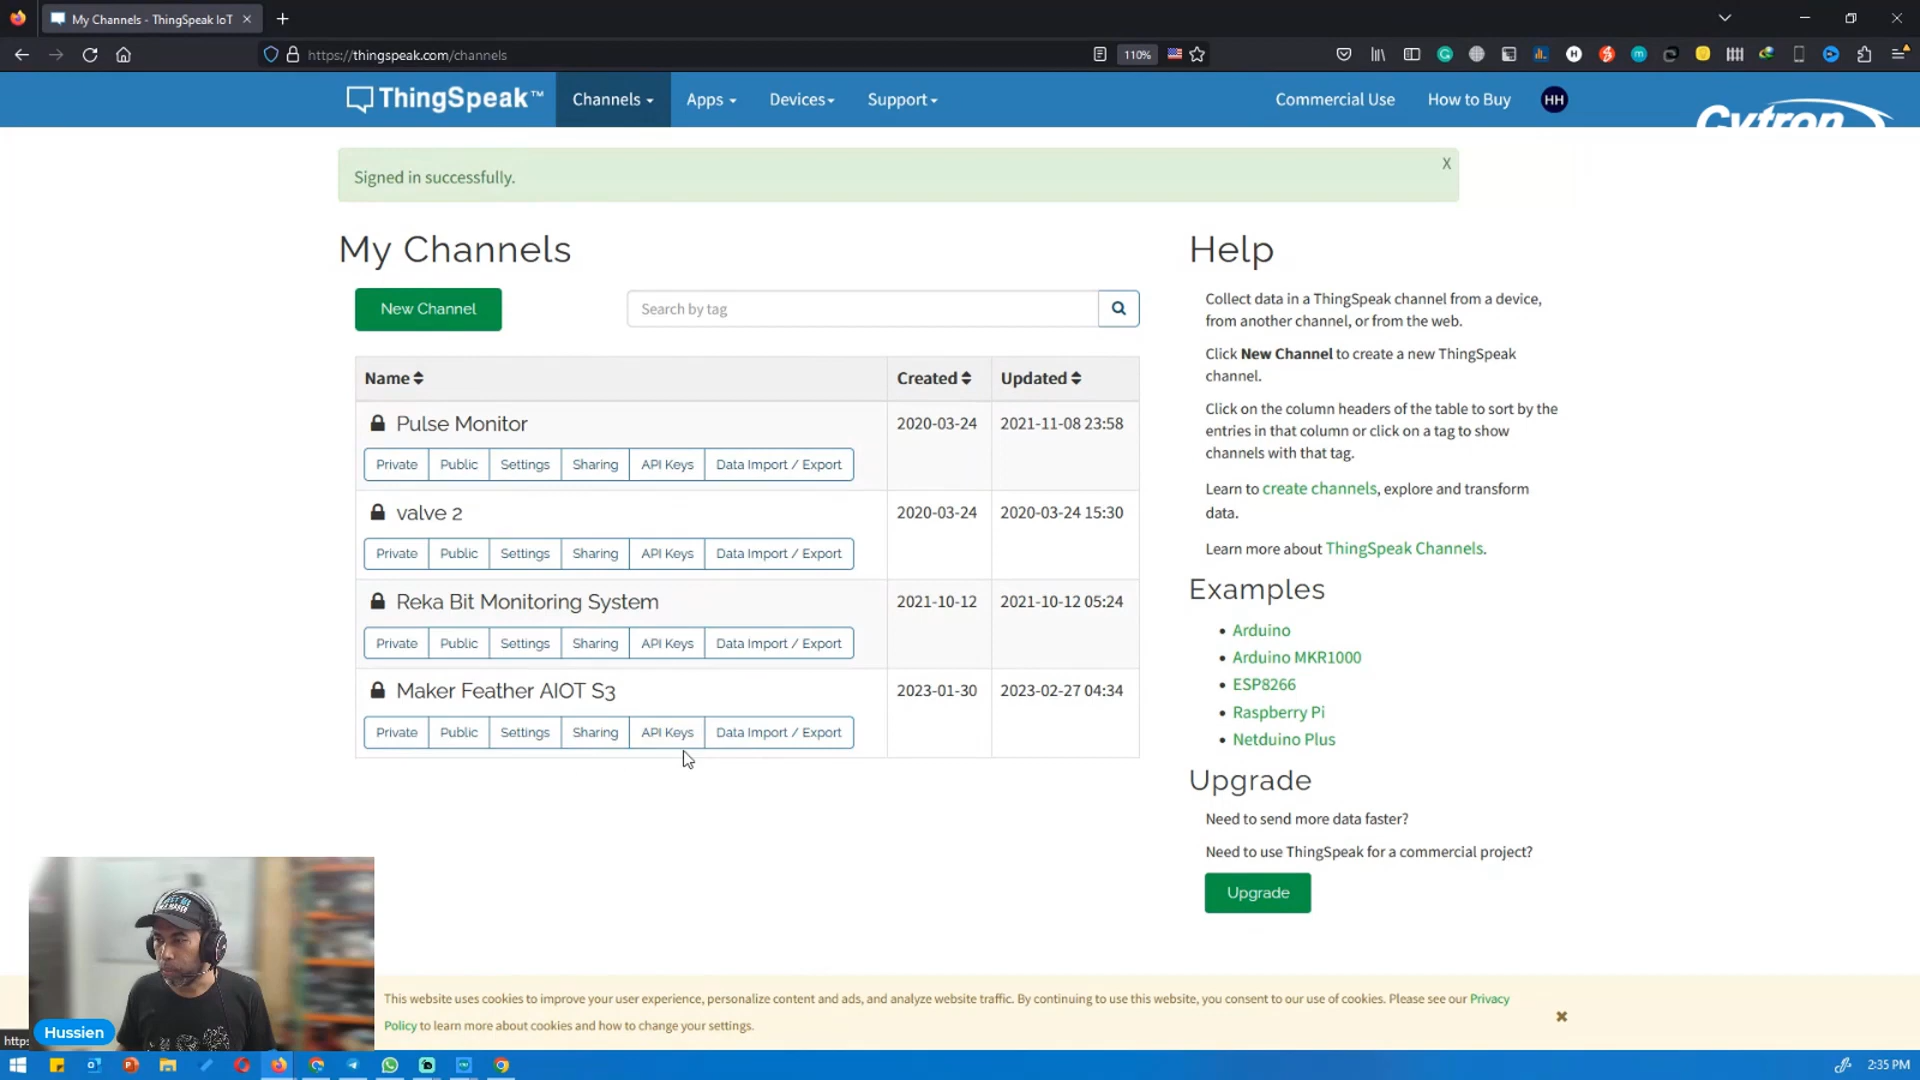 My Channels - ThingSpeak IoT
https://thingspeak.com/channels
110%
ThingSpeak™
Channels
Apps
Devices
Support
Commercial Use
How to Buy
HH
Cytron
Signed in successfully.
X
My Channels
New Channel
Search by tag
Name
Created
Updated
Pulse Monitor
2020-03-24
2021-11-08 23:58
Private
Public
Settings
Sharing
API Keys
Data Import / Export
valve 2
2020-03-24
2020-03-24 15:30
Private
Public
Settings
Sharing
API Keys
Data Import / Export
Reka Bit Monitoring System
2021-10-12
2021-10-12 05:24
Private
Public
Settings
Sharing
API Keys
Data Import / Export
Maker Feather AIOT S3
2023-01-30
2023-02-27 04:34
Private
Public
Settings
Sharing
API Keys
Data Import / Export
Help
Collect data in a ThingSpeak channel from a device,
from another channel, or from the web.
Click New Channel to create a new ThingSpeak
channel.
Click on the column headers of the table to sort by the
entries in that column or click on a tag to show
channels with that tag.
Learn to create channels, explore and transform
data.
Learn more about ThingSpeak Channels.
Examples
Arduino
Arduino MKR1000
ESP8266
Raspberry Pi
Netduino Plus
Upgrade
Need to send more data faster?
Need to use ThingSpeak for a commercial project?
Upgrade
This website uses cookies to improve your user experience, personalize content and ads, and analyze website traffic. By continuing to use this website, you consent to our use of cookies. Please see our Privacy
Policy to learn more about cookies and how to change your settings.
Hussien
https
2:35 PM